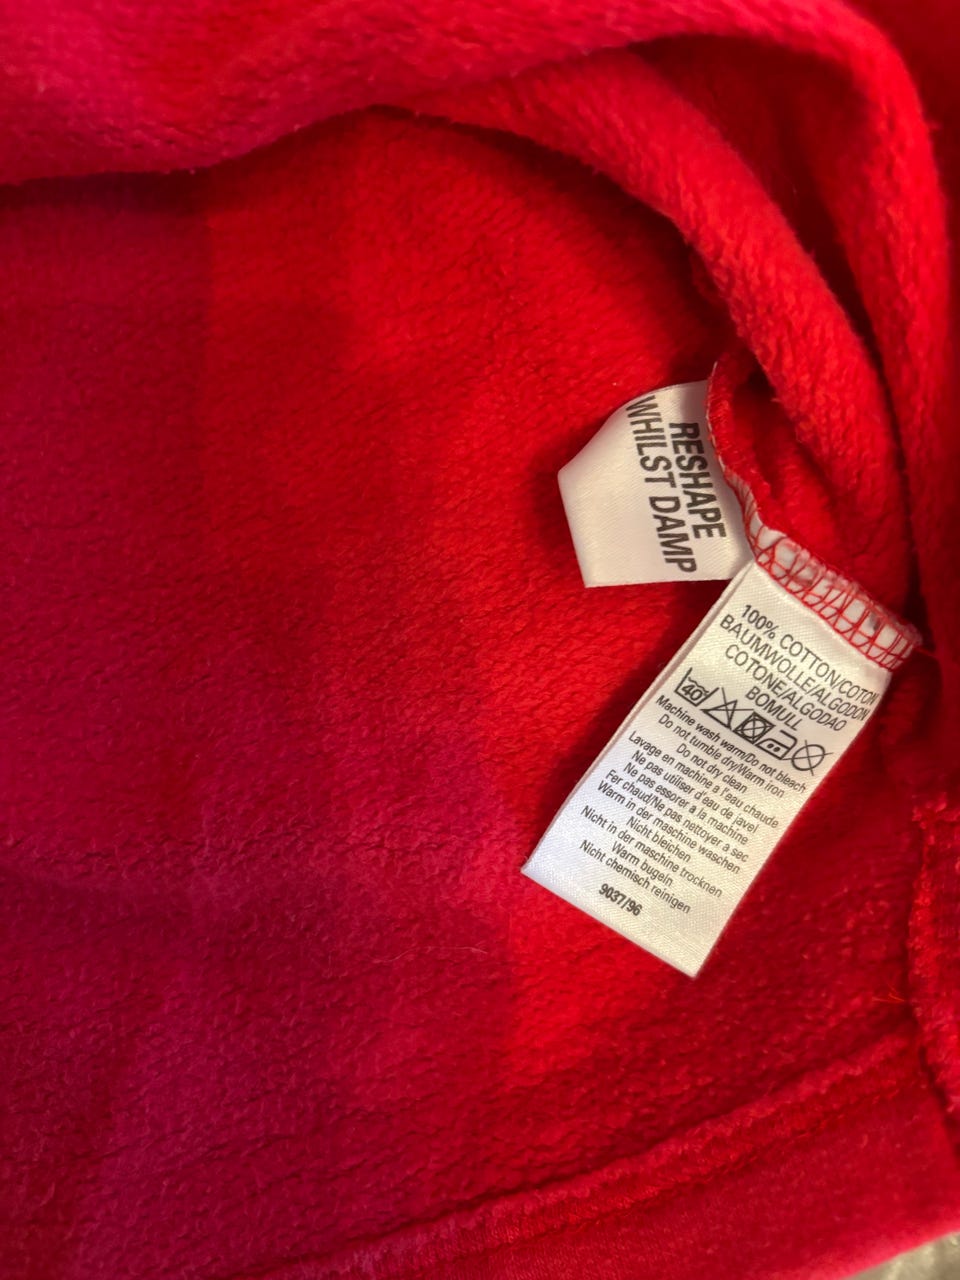 RESHAPE
WHILST DAMP
100% COTTON/COTON
BAUMWOLLE/ALGODON
COTONE/ALGODAO
BOMULL
40
Machine wash warm/Do not bleach
Do not tumble dry/Warm iron
Do not dry clean
Lavage en machine a l'eau chaude
Ne pas utiliser d'eau de javel
Ne pas essorer a la machine
Fer chaud/Ne pas nettoyer a sec
Warm in der maschine waschen
Nicht bleichen
Nicht in der maschine trocknen
Warm bugeln
Nicht chemisch reinigen
9037/96